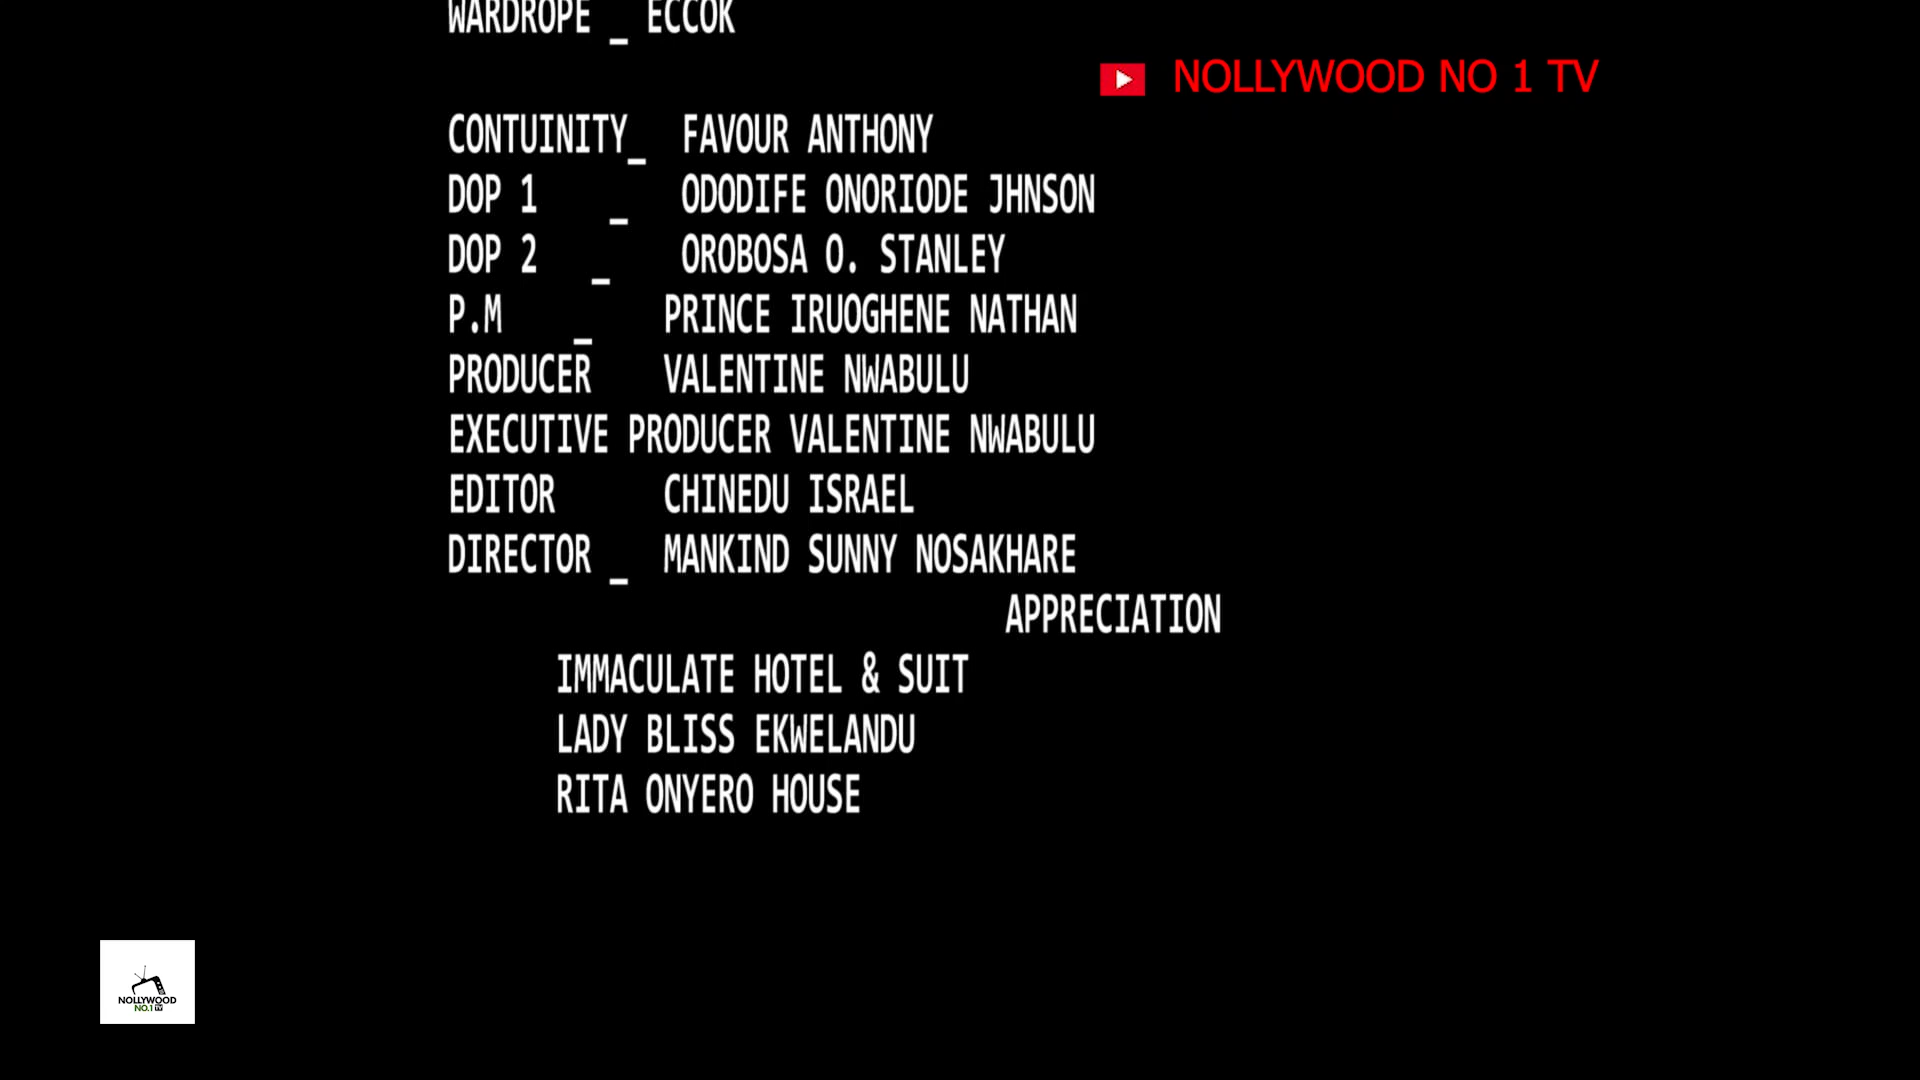 WARDROPE _ ECCOK
NOLLYWOOD NO 1 TV
CONTUINITY_ FAVOUR ANTHONY
DOP 1 _ ODODIFE ONORIODE JHNSON
DOP 2 _ OROBOSA O. STANLEY
P.M _ PRINCE IRUOGHENE NATHAN
PRODUCER VALENTINE NWABULU
EXECUTIVE PRODUCER VALENTINE NWABULU
EDITOR CHINEDU ISRAEL
DIRECTOR _ MANKIND SUNNY NOSAKHARE
APPRECIATION
IMMACULATE HOTEL & SUIT
LADY BLISS EKWELANDU
RITA ONYERO HOUSE
NOLLYWOOD
NO.1 TV